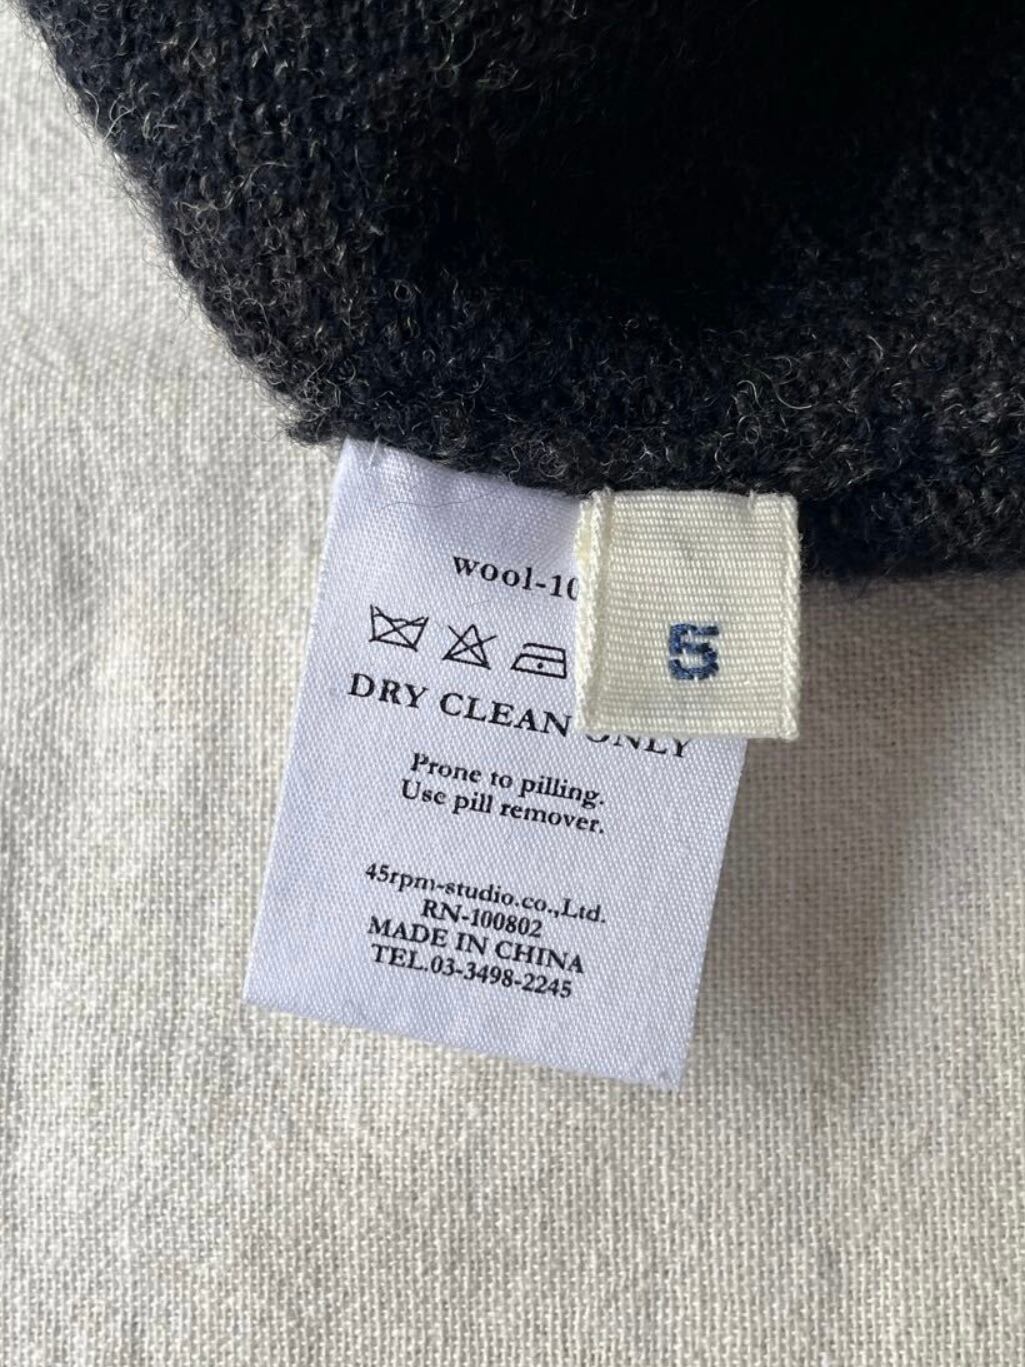 wool-10
5
DRY CLEAN ONLY
Prone to pilling.
Use pill remover.
45rpm-studio.co.,Ltd.
RN-100802
MADE IN CHINA
TEL.03-3498-2245